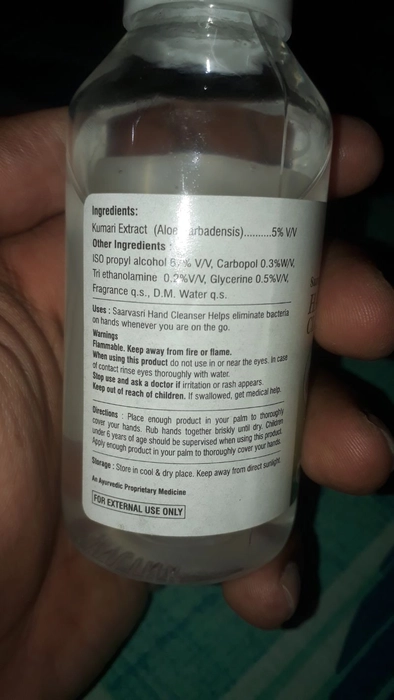 Ingredients:
Kumari Extract (Aloe arbadensis)..........5% V/V
Other Ingredients :
ISO propyl alcohol % V/V, Carbopol 0.3%W/V,
Tri ethanolamine 0.2%V/V, Glycerine 0.5%V/V,
Fragrance q.s., D.M. Water q.s.
Uses : Saarvasri Hand Cleanser Helps eliminate bacteria
on hands whenever you are on the go.
Warnings
Flammable. Keep away from fire or flame.
When using this product do not use in or near the eyes. In case
of contact rinse eyes thoroughly with water.
Stop use and ask a doctor if irritation or rash appears.
Keep out of reach of children. If swallowed, get medical help.
Directions : Place enough product in your palm to thoroughly
cover your hands. Rub hands together briskly until dry. Children
under 6 years of age should be supervised when using this product.
Apply enough product in your palm to thoroughly cover your hands.
Storage : Store in cool & dry place. Keep away from direct sunlight.
An Ayurvedic Proprietary Medicine
FOR EXTERNAL USE ONLY